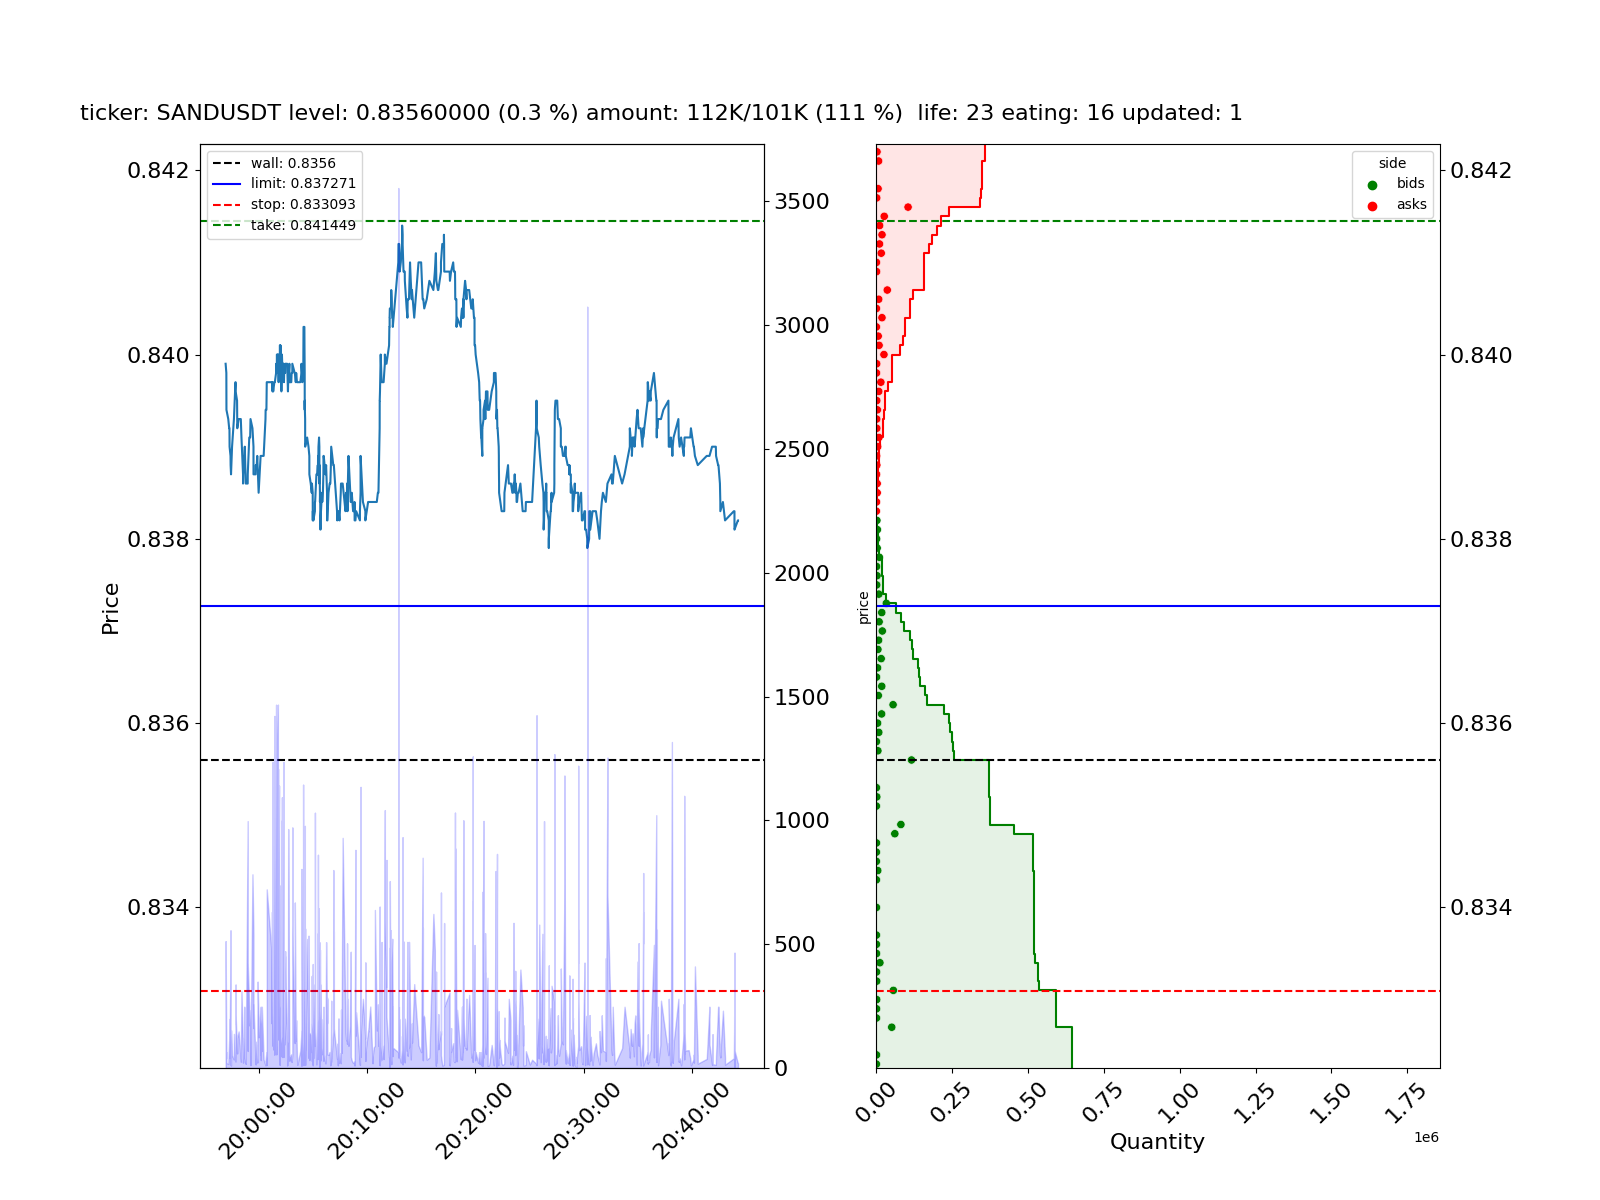 ticker: SANDUSDT level: 0.83560000 (0.3 %) amount: 112K/101K (111 %)  life: 23 eating: 16 updated: 1
wall: 0.8356
limit: 0.837271
stop: 0.833093
take: 0.841449
0.842
0.840
0.838
0.836
0.834
Price
3500
3000
2500
2000
1500
1000
500
0
20:00:00
20:10:00
20:20:00
20:30:00
20:40:00
side
bids
asks
price
0.842
0.840
0.838
0.836
0.834
0.00
0.25
0.50
0.75
1.00
1.25
1.50
1.75
Quantity
1e6